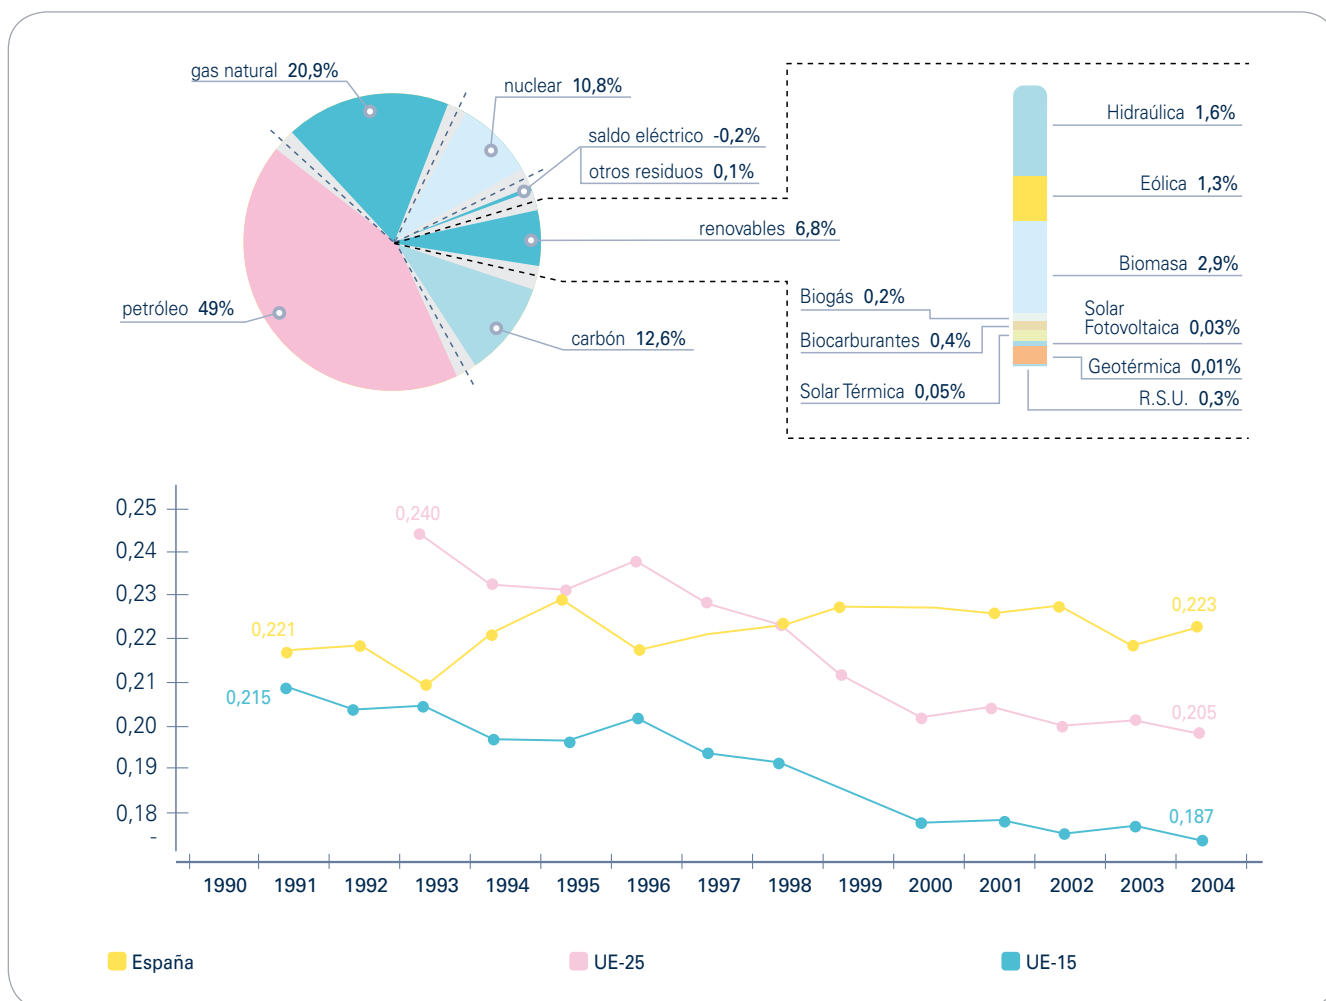 gas natural 20,9%
nuclear 10,8%
saldo eléctrico -0,2%
otros residuos 0,1%
renovables 6,8%
petróleo 49%
carbón 12,6%
Hidraúlica 1,6%
Eólica 1,3%
Biomasa 2,9%
Biogás 0,2%
Solar
Fotovoltaica 0,03%
Biocarburantes 0,4%
Geotérmica 0,01%
Solar Térmica 0,05%
R.S.U. 0,3%
0,25
0,24
0,23
0,22
0,21
0,20
0,19
0,18
-
0,240
0,221
0,215
0,223
0,205
0,187
1990 1991 1992 1993 1994 1995 1996 1997 1998 1999 2000 2001 2002 2003 2004
España UE-25 UE-15